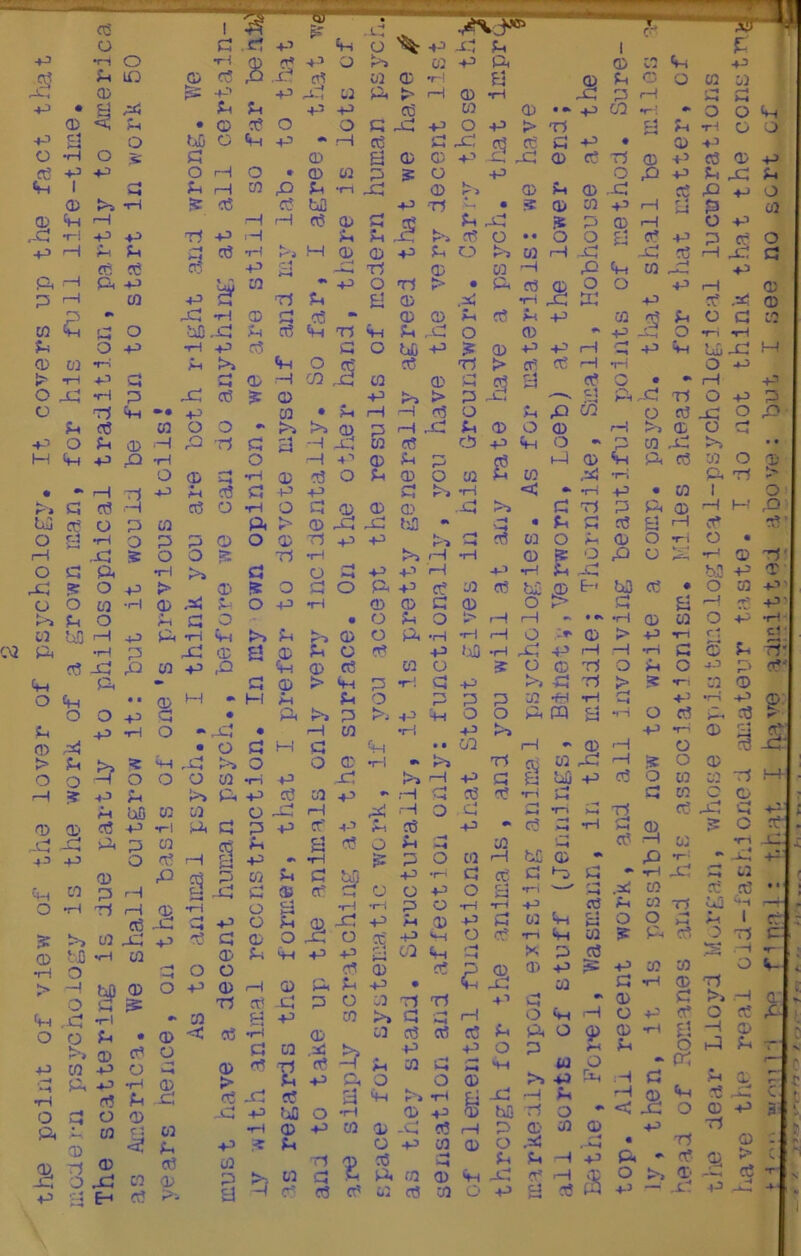 2
the point of view of the lover of psychology. It covers up the fact that
modern psychology is the work of a grown man, for his full life-time.
The scattering is due partly to philosophical tradition, partly to America
as America; we should outgrow it: but it would be fun to start in work 50
years hence, on the basis of one's previous toils!
As to animal psych., I think you are both right and wrong. We
must have a decent human psych., before we can do anything at all certain-
ly with animal reconstruction. In my own opinion, we are still so far behind
as regards the former, that I prefer to devote myself and my lab. to that
and to take up the animals only very incidentally. So far, I agree, that we
are simply scratching at the surface. On the other hand, there is lots of
space for systematic work, if you accept the results of modern human psych.
as they stand. Structurally, it is pretty generally agreed that we have
sensation and affection only: functionally, you have the very decent list
of elemental functions that Stout gives in his Groundwork. Carry those
through for the animals, and you will at any rate have a psych. that
upon existing psychologies. As for materials: we have
all sorts of stuff (Jennings, Binet, Verworn, Loeb) at the lower end;
Bethe, Forel, Wasmann, in the middle; Thorndike, Small, Hobhouse at the
top. All recent work, and all involving beautiful points of method. Sure-
ly, then, it is possible now to write a comp. psych. that shall be a-
head of Romanes and his associationism. Miles ahead, for that matter, of
the dear Lloyd Morgan, whose epistemological-psychological lucubrations
have the real old-fashioned amateur taste. I do not think that the
would be final: that I have admitted above: but I see no sort of